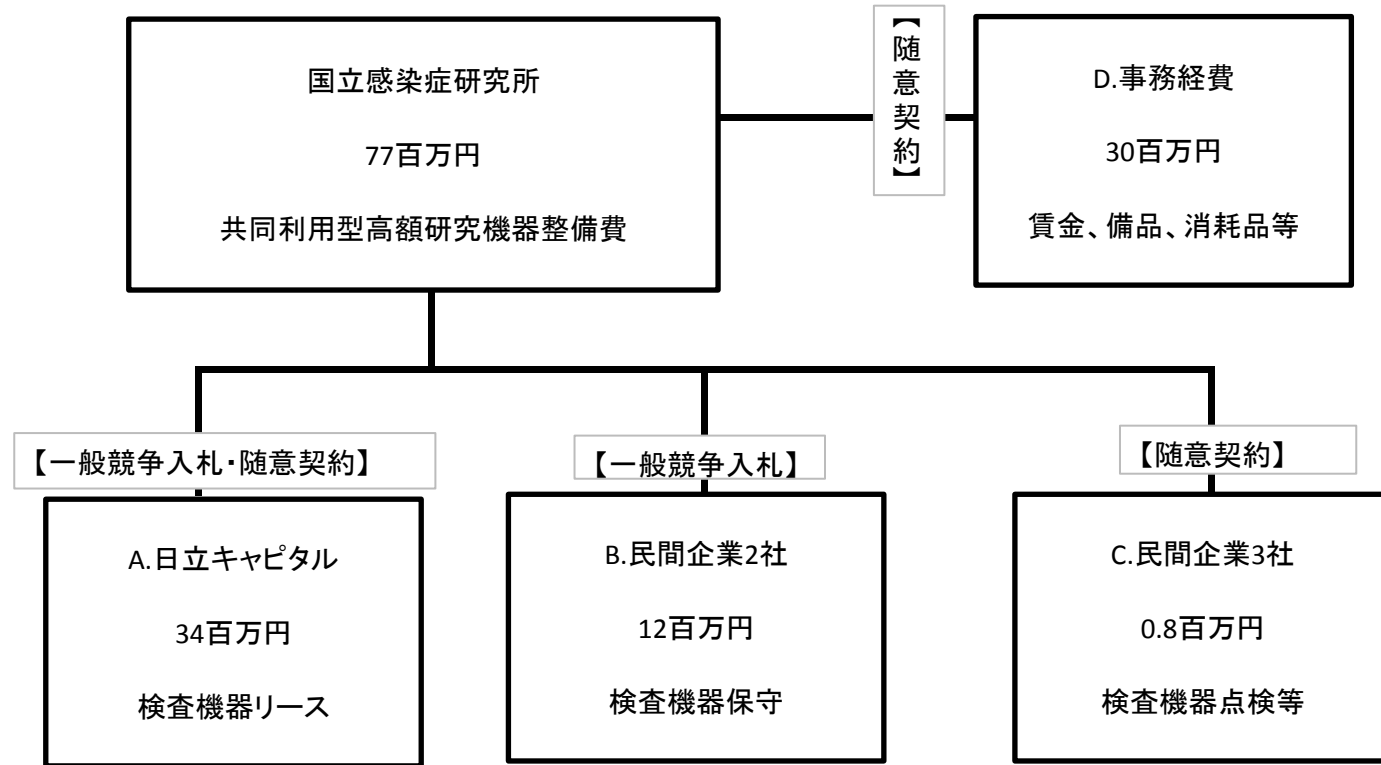 国立感染症研究所
77百万円
共同利用型高額研究機器整備費
【随意契約】
D.事務経費
30百万円
賃金、備品、消耗品等
【一般競争入札・随意契約】
A.日立キャピタル
34百万円
検査機器リース
【一般競争入札】
B.民間企業2社
12百万円
検査機器保守
【随意契約】
C.民間企業3社
0.8百万円
検査機器点検等